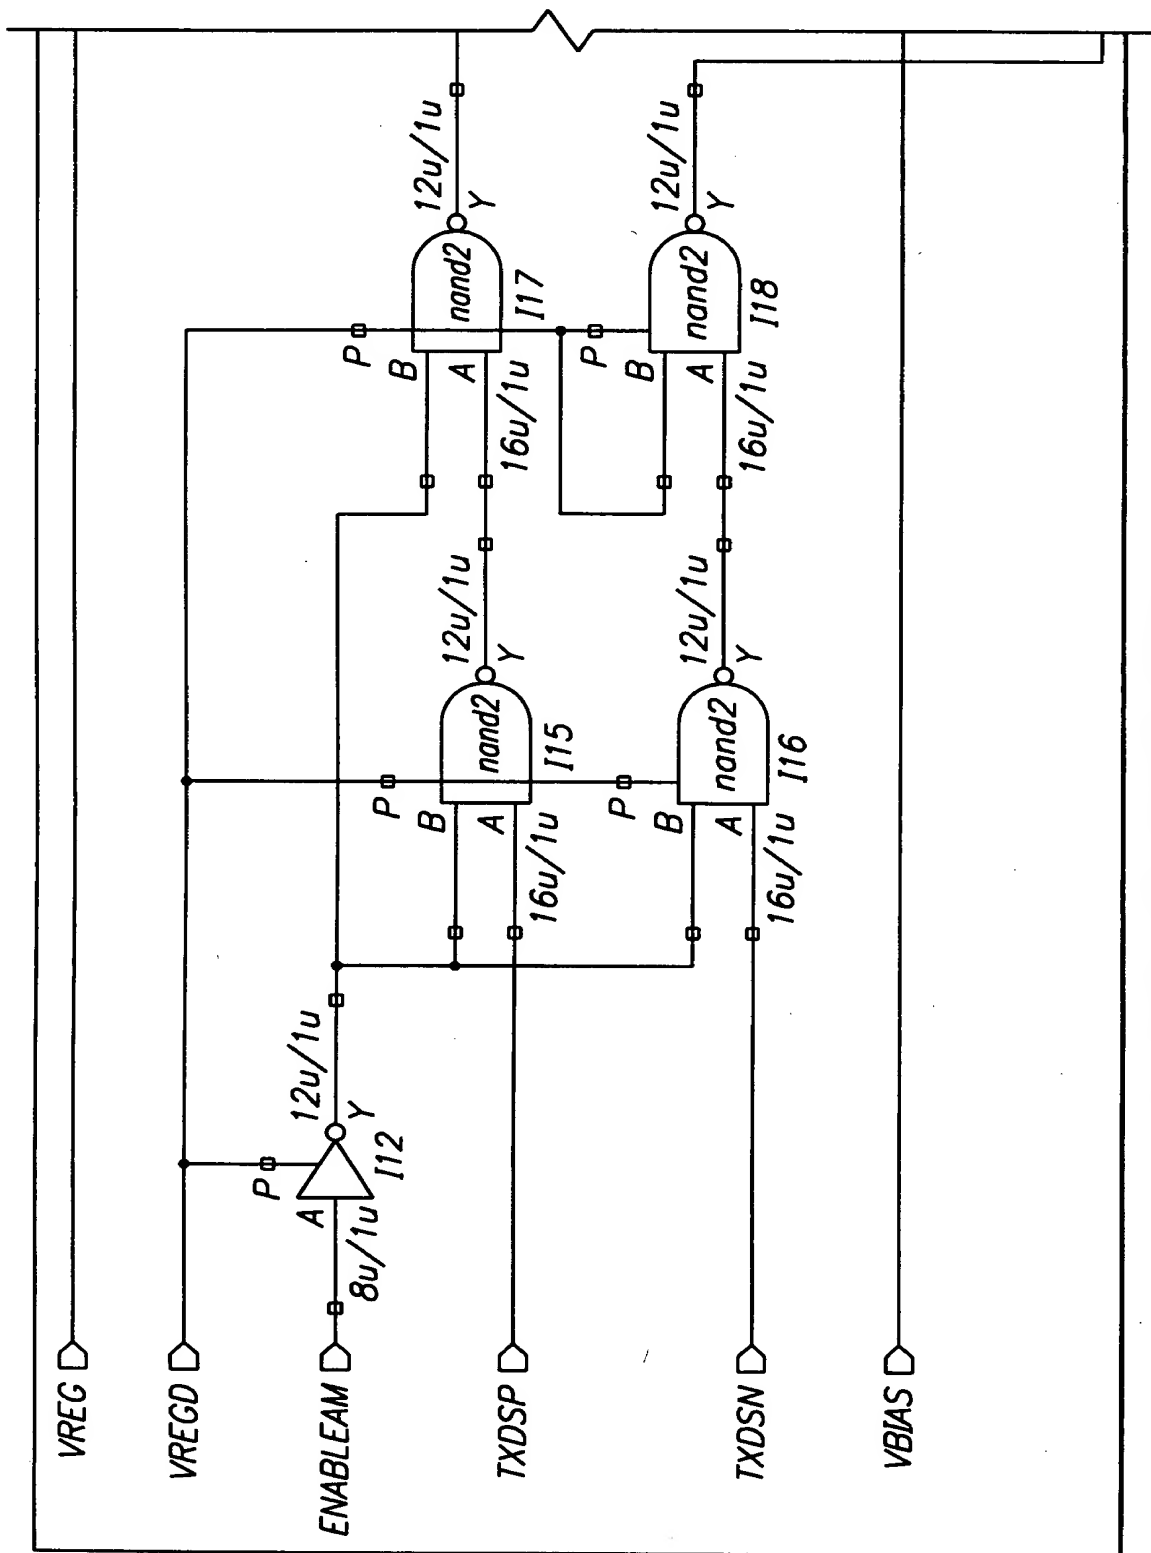 VREG
VREGD
ENABLEAM
TXDSP
TXDSN
VBIAS
P
A
8u/1u
I12
Y
12u/1u
P
B
A
16u/1u
nand2
I15
12u/1u
Y
P
B
A
16u/1u
nand2
I16
12u/1u
Y
P
B
A
16u/1u
nand2
I17
12u/1u
Y
P
B
A
16u/1u
nand2
I18
12u/1u
Y